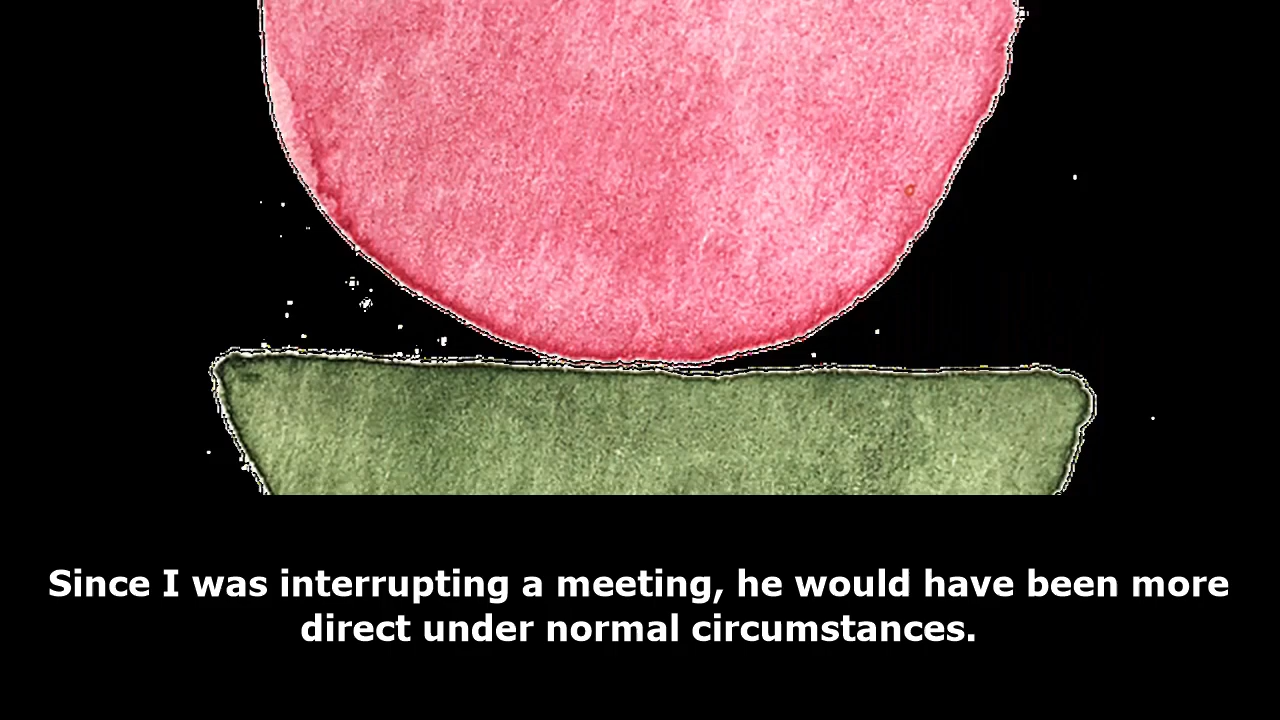 Since I was interrupting a meeting, he would have been more
direct under normal circumstances.